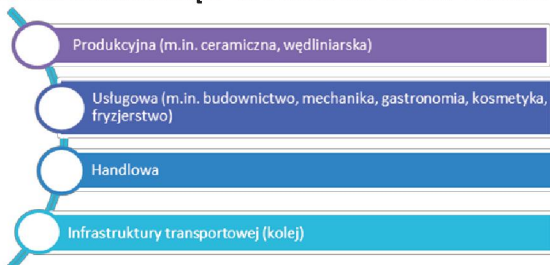 Produkcyjna (m.in. ceramiczna, wędliniarska)
Usługowa (m.in. budownictwo, mechanika, gastronomia, kosmetyka,
fryzjerstwo)
Handlowa
Infrastruktury transportowej (kolej)